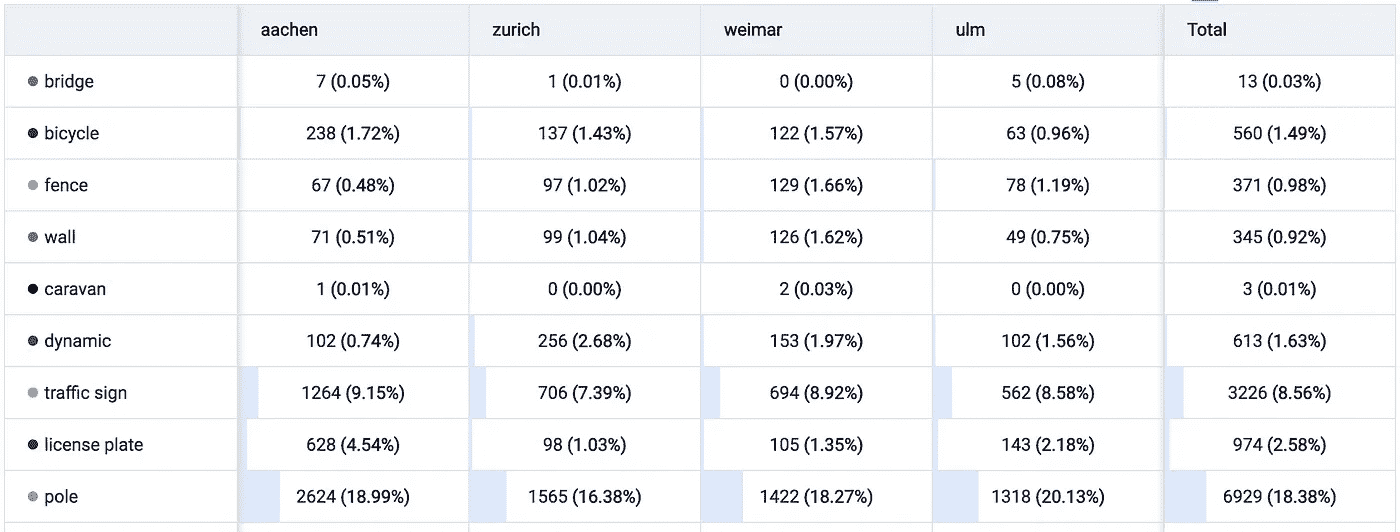 aachen zurich weimar ulm Total
bridge 7 (0.05%) 1 (0.01%) 0 (0.00%) 5 (0.08%) 13 (0.03%)
bicycle 238 (1.72%) 137 (1.43%) 122 (1.57%) 63 (0.96%) 560 (1.49%)
fence 67 (0.48%) 97 (1.02%) 129 (1.66%) 78 (1.19%) 371 (0.98%)
wall 71 (0.51%) 99 (1.04%) 126 (1.62%) 49 (0.75%) 345 (0.92%)
caravan 1 (0.01%) 0 (0.00%) 2 (0.03%) 0 (0.00%) 3 (0.01%)
dynamic 102 (0.74%) 256 (2.68%) 153 (1.97%) 102 (1.56%) 613 (1.63%)
traffic sign 1264 (9.15%) 706 (7.39%) 694 (8.92%) 562 (8.58%) 3226 (8.56%)
license plate 628 (4.54%) 98 (1.03%) 105 (1.35%) 143 (2.18%) 974 (2.58%)
pole 2624 (18.99%) 1565 (16.38%) 1422 (18.27%) 1318 (20.13%) 6929 (18.38%)